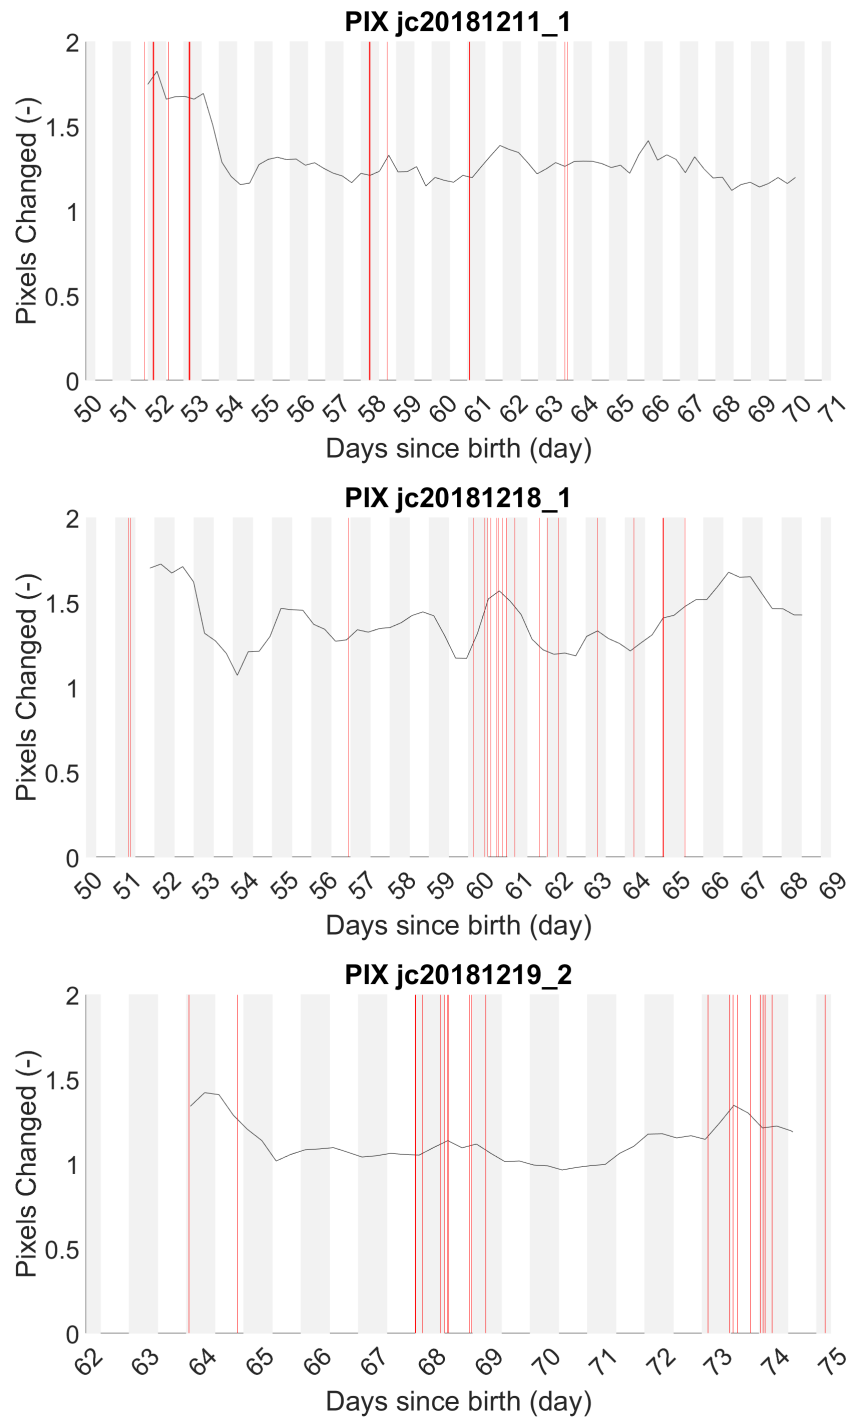 PIX jc20181211_1
2
1.5
1
0.5
0
Pixels Changed (-)
50 51 52 53 54 55 56 57 58 59 60 61 62 63 64 65 66 67 68 69 70 71
Days since birth (day)
PIX jc20181218_1
2
1.5
1
0.5
0
Pixels Changed (-)
50 51 52 53 54 55 56 57 58 59 60 61 62 63 64 65 66 67 68 69
Days since birth (day)
PIX jc20181219_2
2
1.5
1
0.5
0
Pixels Changed (-)
62 63 64 65 66 67 68 69 70 71 72 73 74 75
Days since birth (day)